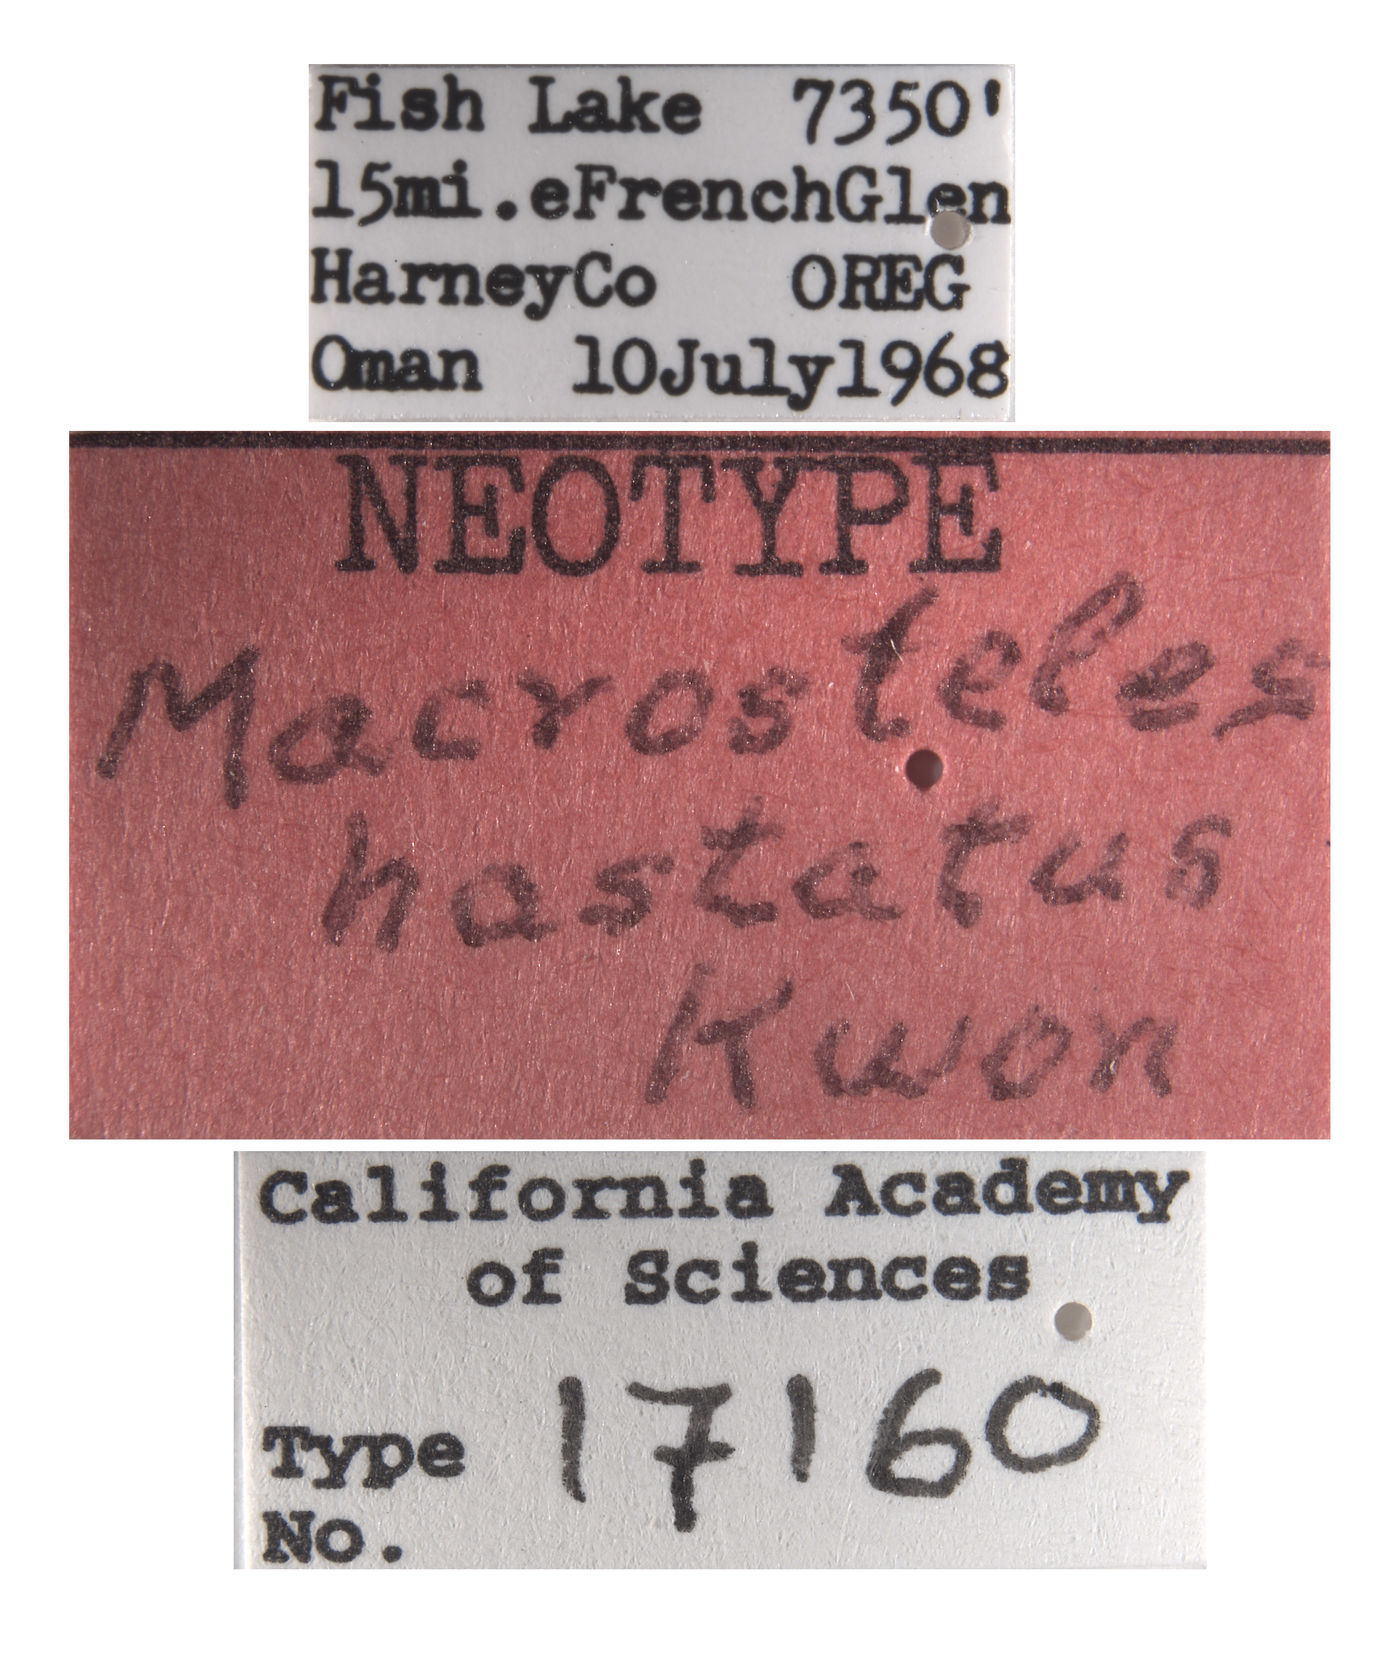 Fish Lake 7350'
15mi.eFrenchGlen
HarneyCo OREG
Oman 10July1968
NEOTYPE
Macrosteles
hastatus
Kwon
California Academy
of Sciences
Type 17160
No.